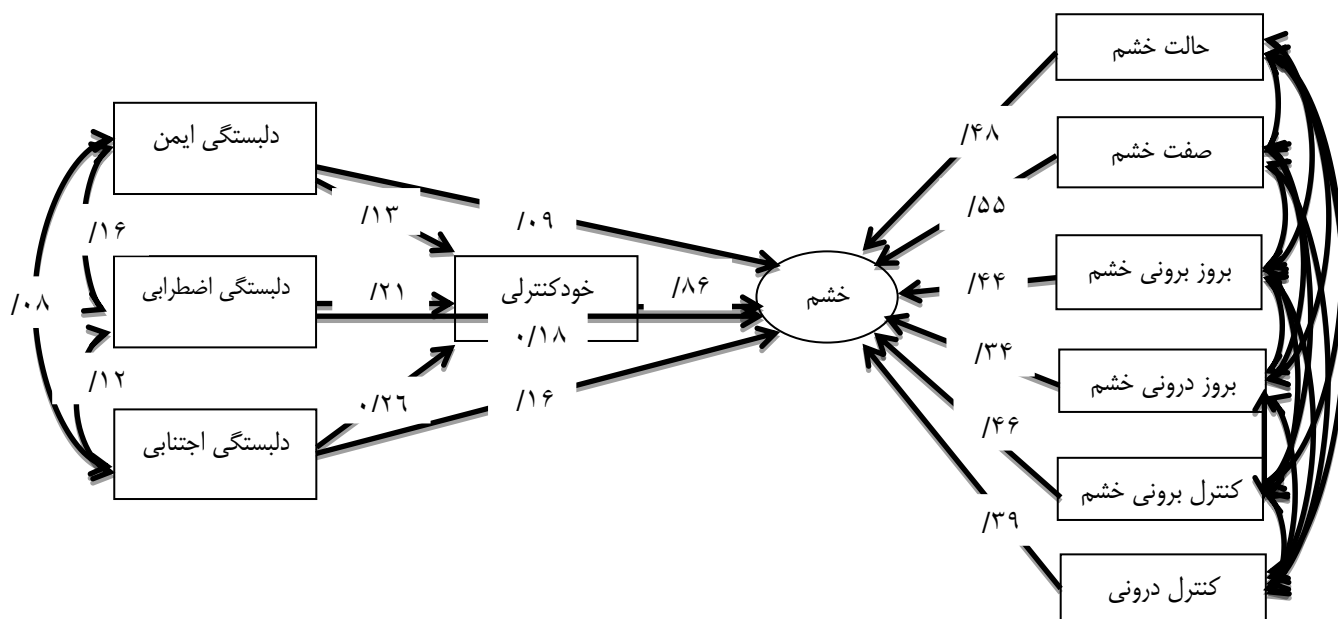 حالت خشم
صفت خشم
بروز برونی خشم
بروز درونی خشم
کنترل برونی خشم
کنترل درونی
/۴۸
/۵۵
/۴۴
/۳۴
/۴۶
/۳۹
خشم
خودکنترلی
/۸۶
/۰۹
/۱۳
/۲۱
۰/۱۸
۰/۲۶
/۱۶
دلبستگی ایمن
دلبستگی اضطرابی
دلبستگی اجتنابی
/۱۶
/۰۸
/۱۲